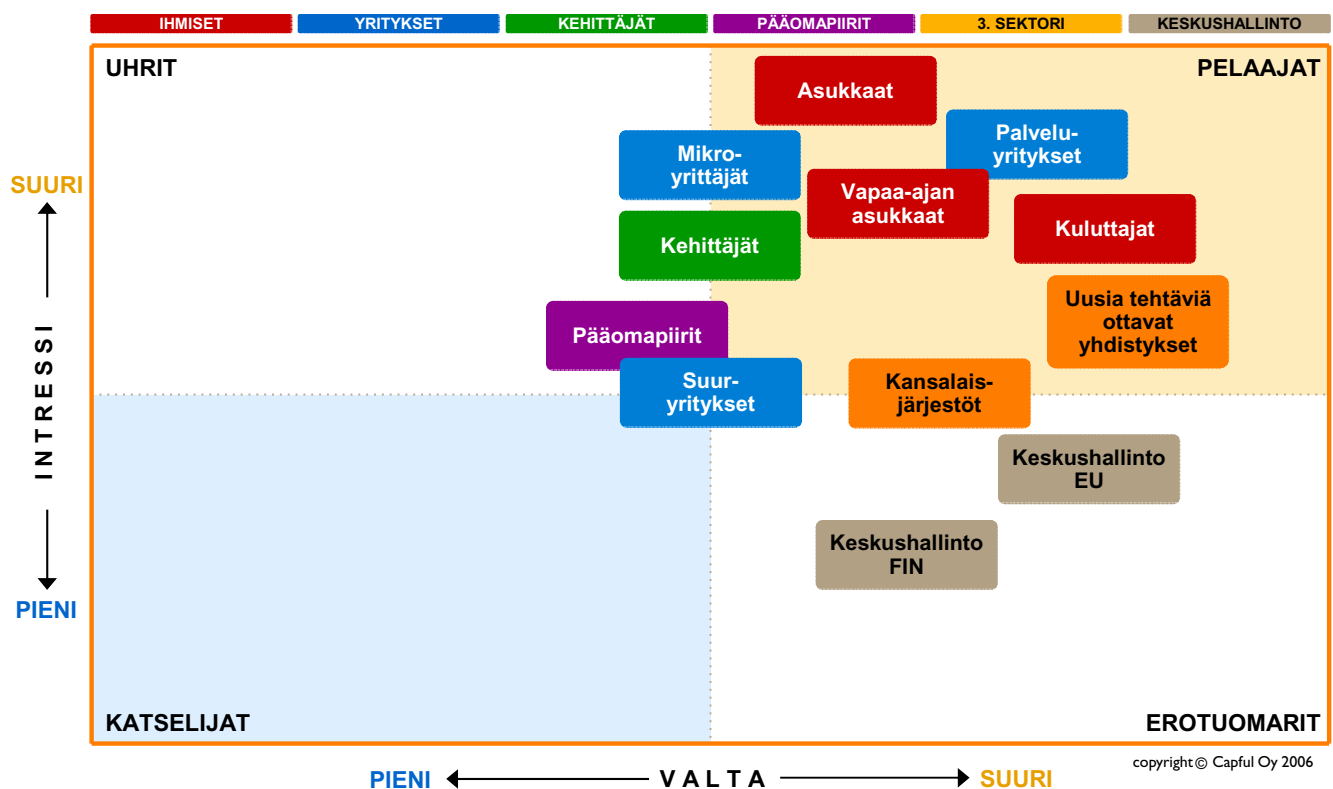 IHMISET
YRITYKSET
KEHITTÄJÄT
PÄÄOMAPIIRIT
3. SEKTORI
KESKUSHALLINTO
UHRIT
PELAAJAT
Asukkaat
Palvelu-
yritykset
Mikro-
yrittäjät
Vapaa-ajan
asukkaat
SUURI
Kuluttajat
Kehittäjät
Uusia tehtäviä
ottavat
yhdistykset
Pääomapiirit
INTRESSI
Suur-
yritykset
Kansalais-
järjestöt
Keskushallinto
EU
Keskushallinto
FIN
PIENI
KATSELIJAT
EROTUOMARIT
PIENI
VALTA
SUURI
copyright © Capful Oy 2006